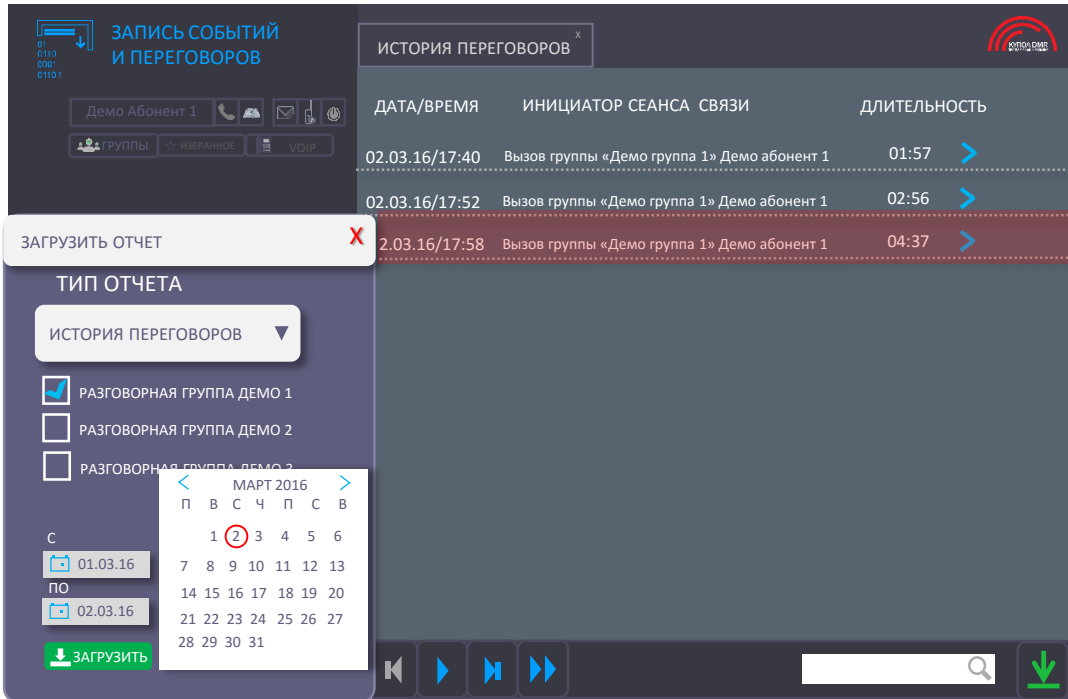 ЗАПИСЬ СОБЫТИЙ
И ПЕРЕГОВОРОВ
Демо Абонент 1
ГРУППЫ
☆ ИЗБРАННОЕ
VOIP
ИСТОРИЯ ПЕРЕГОВОРОВ x
КУПОЛ DMR
ДАТА/ВРЕМЯ ИНИЦИАТОР СЕАНСА СВЯЗИ ДЛИТЕЛЬНОСТЬ
02.03.16/17:40 Вызов группы «Демо группа 1» Демо абонент 1 01:57
02.03.16/17:52 Вызов группы «Демо группа 1» Демо абонент 1 02:56
2.03.16/17:58 Вызов группы «Демо группа 1» Демо абонент 1 04:37
ЗАГРУЗИТЬ ОТЧЕТ X
ТИП ОТЧЕТА
ИСТОРИЯ ПЕРЕГОВОРОВ ▼
РАЗГОВОРНАЯ ГРУППА ДЕМО 1
РАЗГОВОРНАЯ ГРУППА ДЕМО 2
РАЗГОВОРНАЯ ГРУППА ДЕМО 3
С
01.03.16
ПО
02.03.16
ЗАГРУЗИТЬ
МАРТ 2016
П В С Ч П С В
1 2 3 4 5 6
7 8 9 10 11 12 13
14 15 16 17 18 19 20
21 22 23 24 25 26 27
28 29 30 31